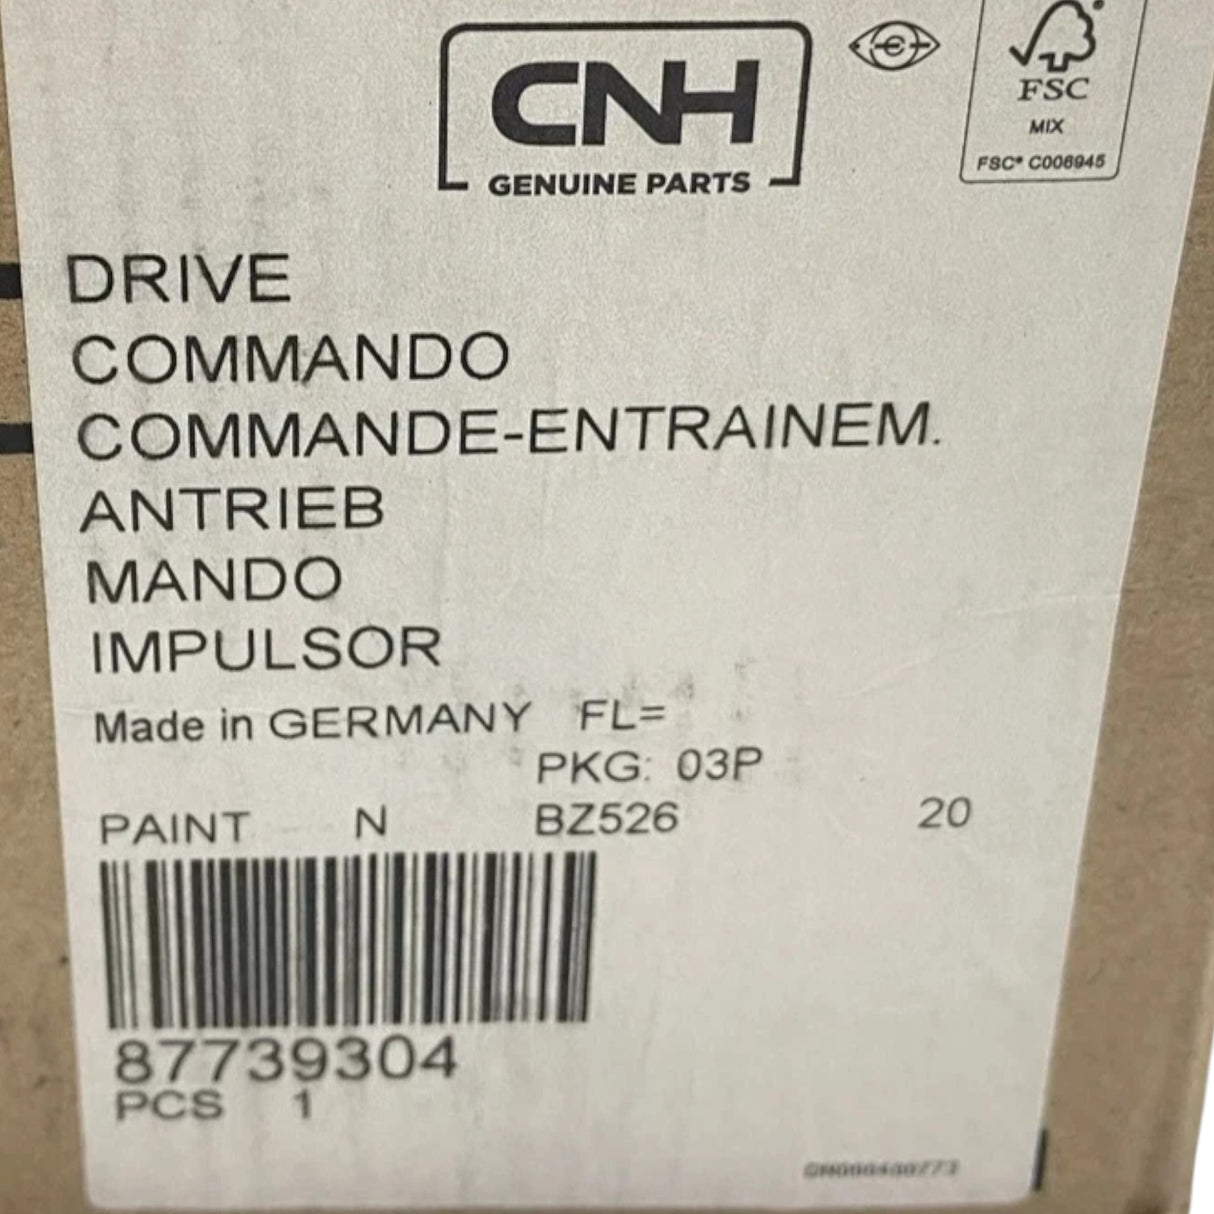 CNH
GENUINE PARTS
FSC
MIX
FSC® C006945
DRIVE
COMMANDO
COMMANDE-ENTRAINEM.
ANTRIEB
MANDO
IMPULSOR
Made in GERMANY FL=
PKG: 03P
PAINT N BZ526 20
87739304
PCS 1